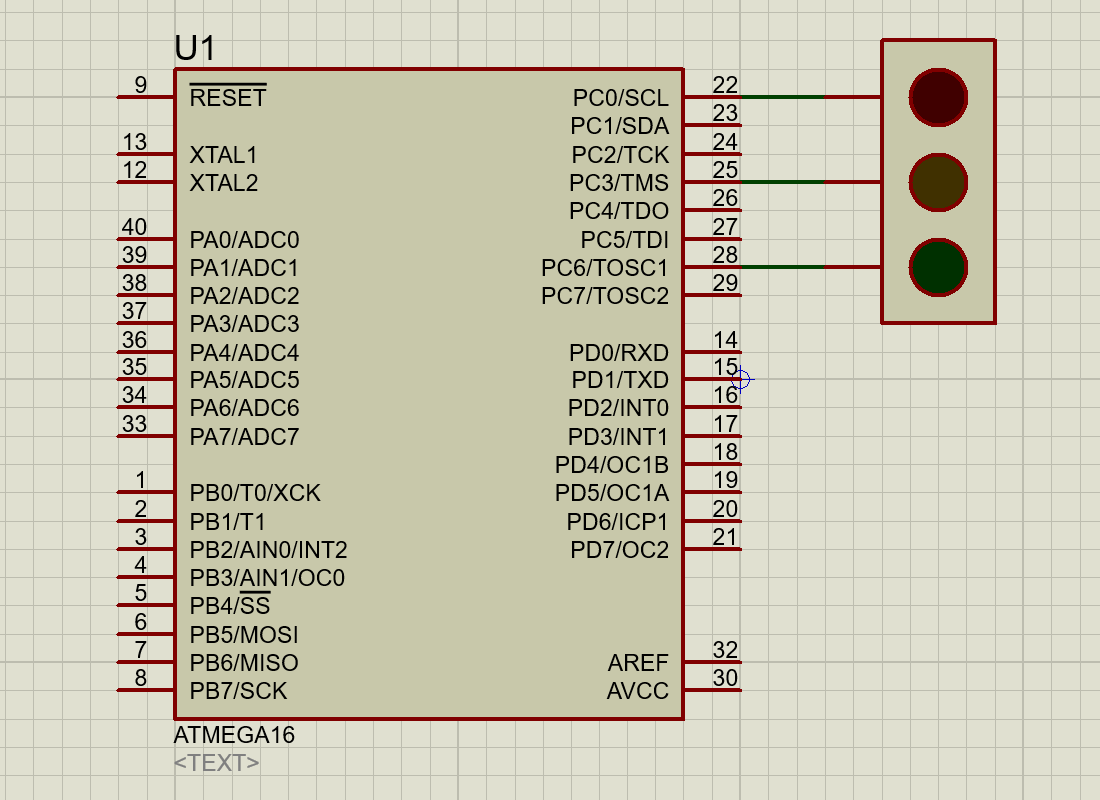 U1
9 RESET PC0/SCL 22
PC1/SDA 23
13 XTAL1 PC2/TCK 24
12 XTAL2 PC3/TMS 25
PC4/TDO 26
40 PA0/ADC0 PC5/TDI 27
39 PA1/ADC1 PC6/TOSC1 28
38 PA2/ADC2 PC7/TOSC2 29
37 PA3/ADC3
36 PA4/ADC4 PD0/RXD 14
35 PA5/ADC5 PD1/TXD 15
34 PA6/ADC6 PD2/INT0 16
33 PA7/ADC7 PD3/INT1 17
PD4/OC1B 18
1 PB0/T0/XCK PD5/OC1A 19
2 PB1/T1 PD6/ICP1 20
3 PB2/AIN0/INT2 PD7/OC2 21
4 PB3/AIN1/OC0
5 PB4/SS
6 PB5/MOSI
7 PB6/MISO AREF 32
8 PB7/SCK AVCC 30
ATMEGA16
<TEXT>